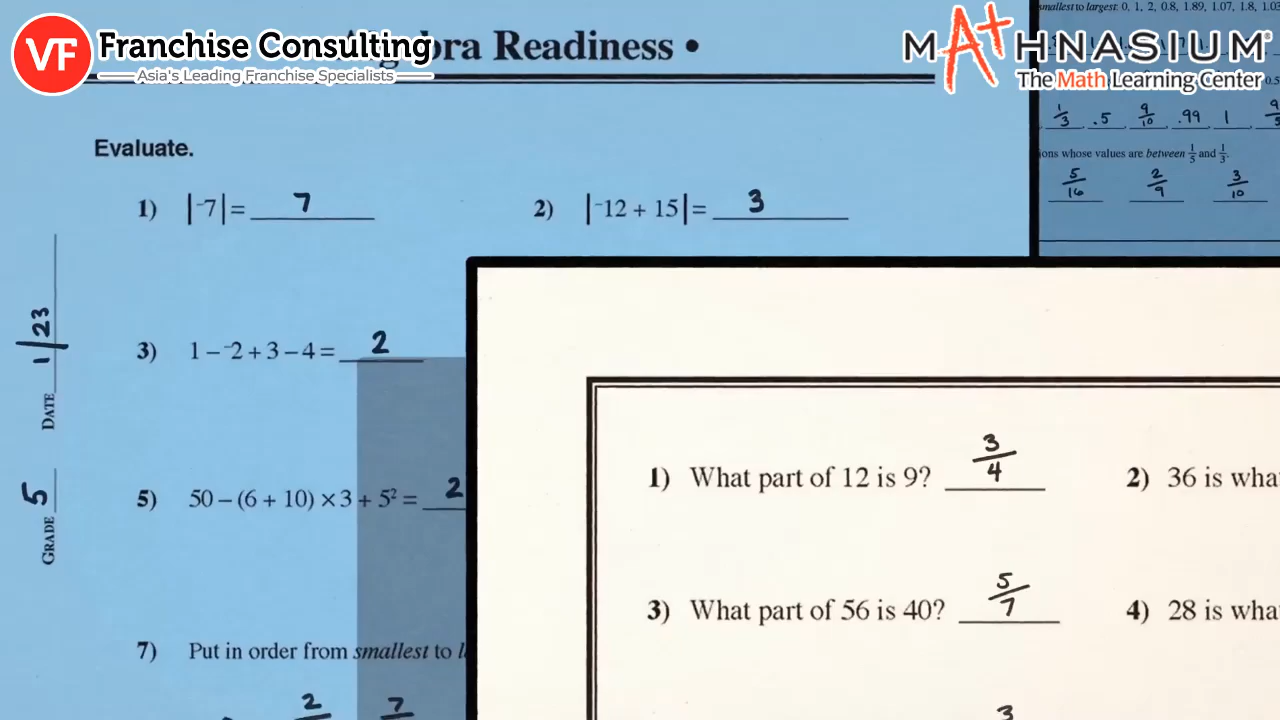 VF Franchise Consulting
Asia's Leading Franchise Specialists
Readiness •
MATHNASIUM®
The Math Learning Center
smallest to largest: 0, 1, 2, 0.8, 1.89, 1.07, 1.8, 1.03
1/3 .5 9/10 .99 1
ions whose values are between 1/5 and 1/3.
5/16 2/9 3/10
Evaluate.
1) |⁻7| = 7
2) |⁻12 + 15| = 3
3) 1 – ⁻2 + 3 – 4 = 2
5) 50 – (6 + 10) × 3 + 5² = 2
7) Put in order from smallest to
2 7
DATE 1/23
GRADE 5
1) What part of 12 is 9? 3/4
2) 36 is
3) What part of 56 is 40? 5/7
4) 28 is
3